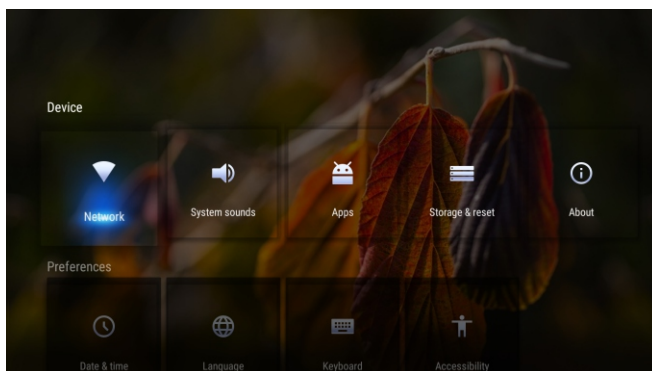 Device
Network
System sounds
Apps
Storage & reset
About
Preferences
Date & time
Language
Keyboard
Accessibility